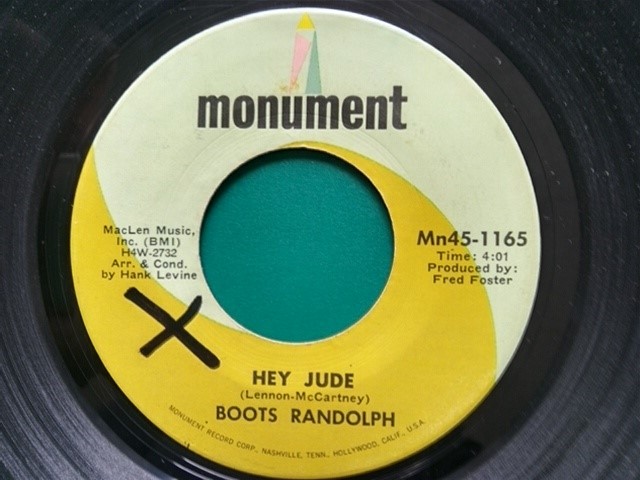 monument
MacLen Music,
Inc. (BMI)
H4W-2732
Arr. & Cond.
by Hank Levine
Mn45-1165
Time: 4:01
Produced by:
Fred Foster
HEY JUDE
(Lennon-McCartney)
BOOTS RANDOLPH
MONUMENT RECORD CORP., NASHVILLE, TENN., HOLLYWOOD, CALIF., U.S.A.